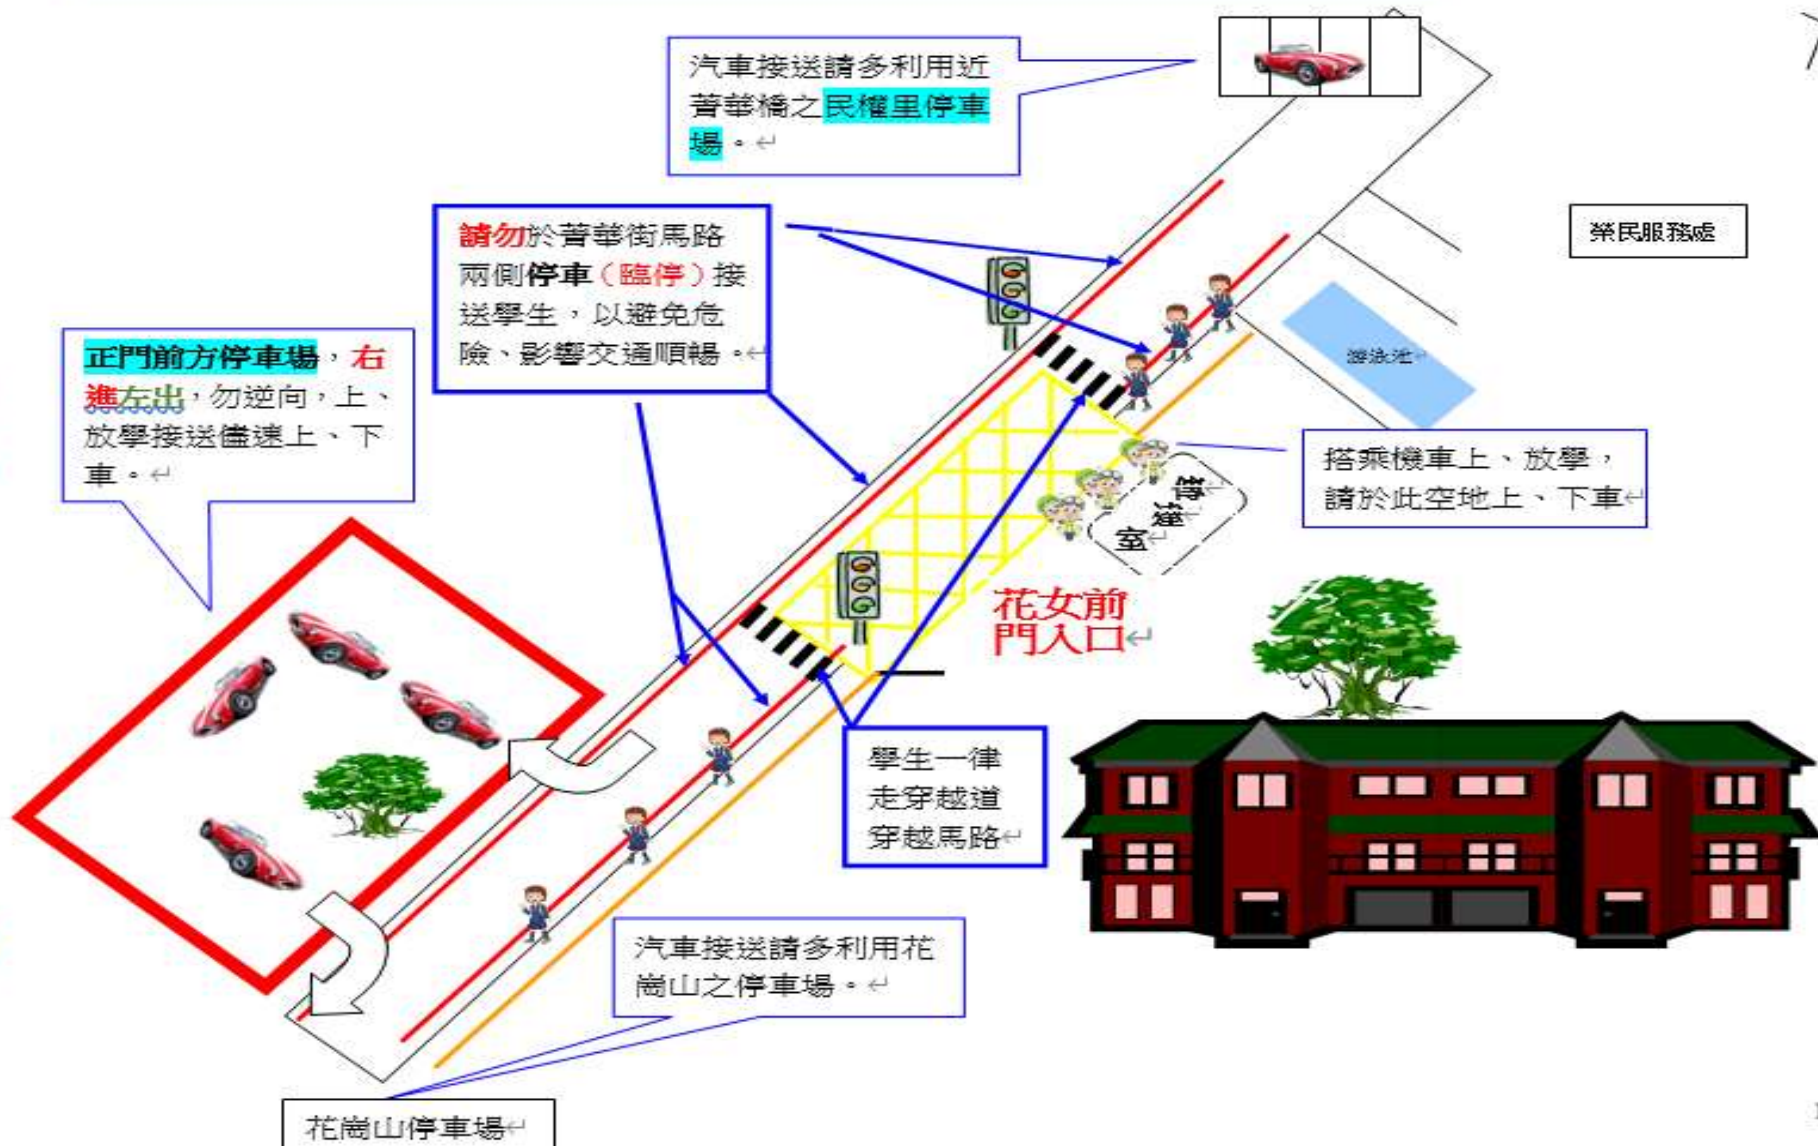 汽車接送請多利用近
菁華橋之民權里停車
場。
請勿於菁華街馬路
兩側停車（臨停）接
送學生，以避免危
險、影響交通順暢。
榮民服務處
正門前方停車場，右
進左出，勿逆向，上、
放學接送儘速上、下
車。
游泳池
搭乘機車上、放學，
請於此空地上、下車
傳達室
花女前
門入口
學生一律
走穿越道
穿越馬路
汽車接送請多利用花
崗山之停車場。
花崗山停車場